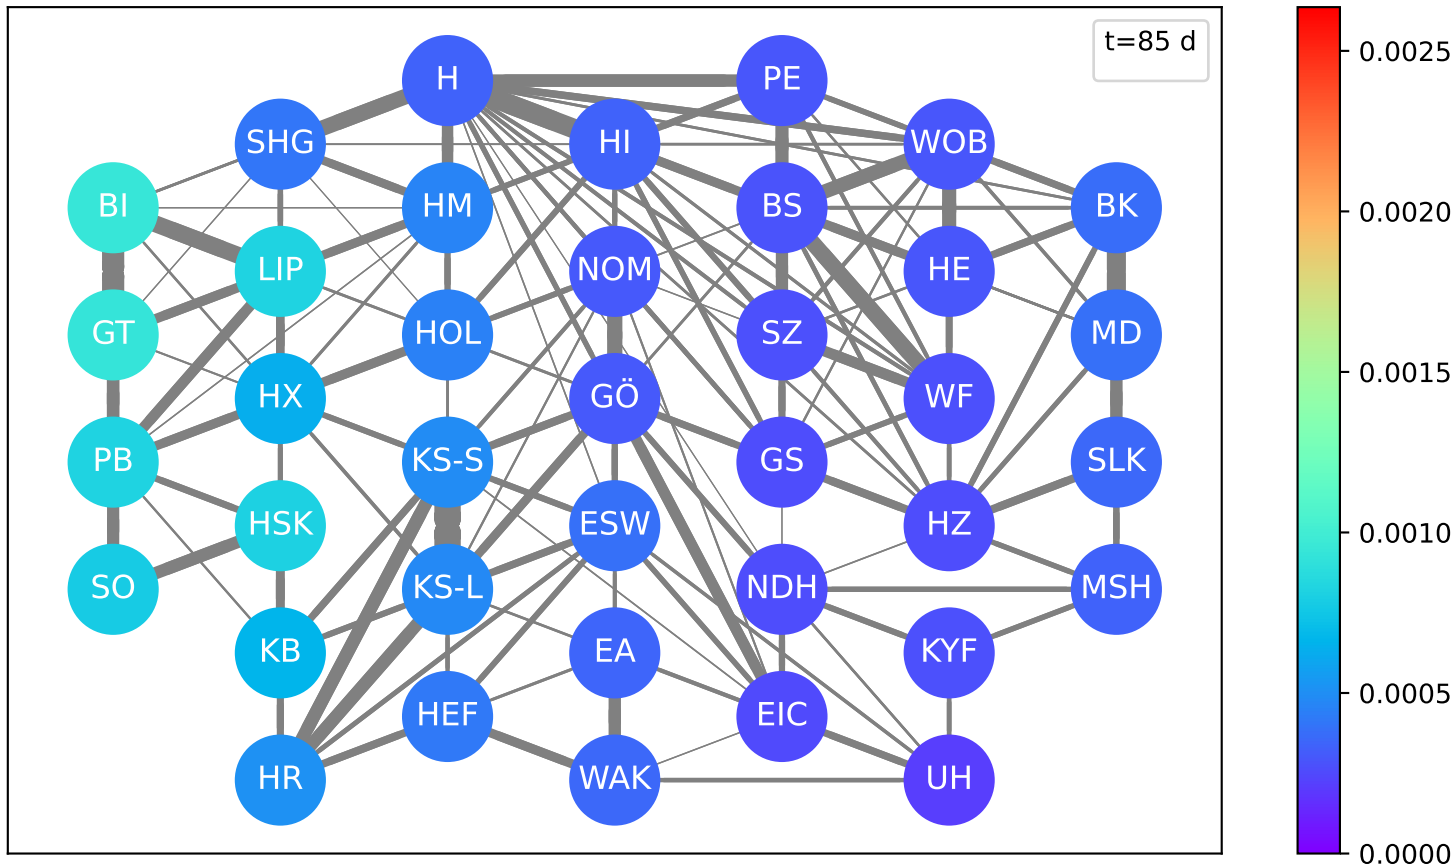 t=85 d
H
PE
SHG
HI
WOB
BI
HM
BS
BK
LIP
NOM
HE
GT
HOL
SZ
MD
HX
GÖ
WF
PB
KS-S
GS
SLK
HSK
ESW
HZ
SO
KS-L
NDH
MSH
KB
EA
KYF
HEF
EIC
HR
WAK
UH
0.0025
0.0020
0.0015
0.0010
0.0005
0.0000